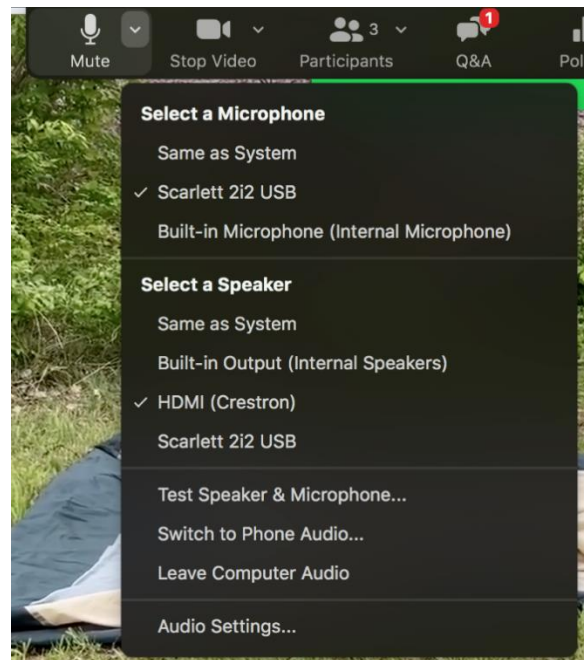 3
1
Mute
Stop Video
Participants
Q&A
Pol
Select a Microphone
Same as System
✓ Scarlett 2i2 USB
Built-in Microphone (Internal Microphone)
Select a Speaker
Same as System
Built-in Output (Internal Speakers)
✓ HDMI (Crestron)
Scarlett 2i2 USB
Test Speaker & Microphone...
Switch to Phone Audio...
Leave Computer Audio
Audio Settings...